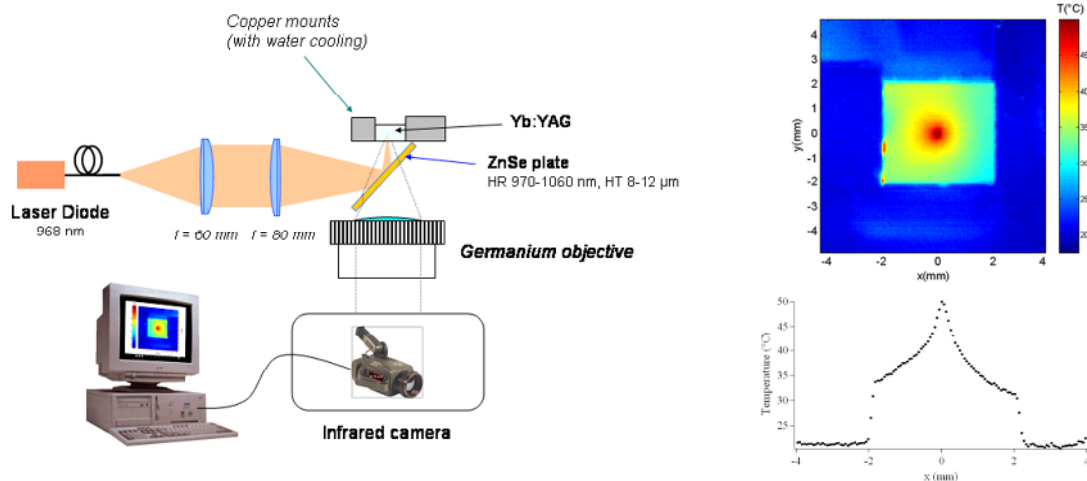 Copper mounts
(with water cooling)
Yb:YAG
ZnSe plate
HR 970-1060 nm, HT 8-12 µm
Laser Diode
968 nm
f = 60 mm
f = 80 mm
Germanium objective
Infrared camera
T(°C)
45
40
35
30
25
20
4
3
2
1
0
-1
-2
-3
-4
y(mm)
-4
-2
0
2
4
x(mm)
50
45
40
35
30
25
Temperature (°C)
-4
-2
0
2
4
x (mm)